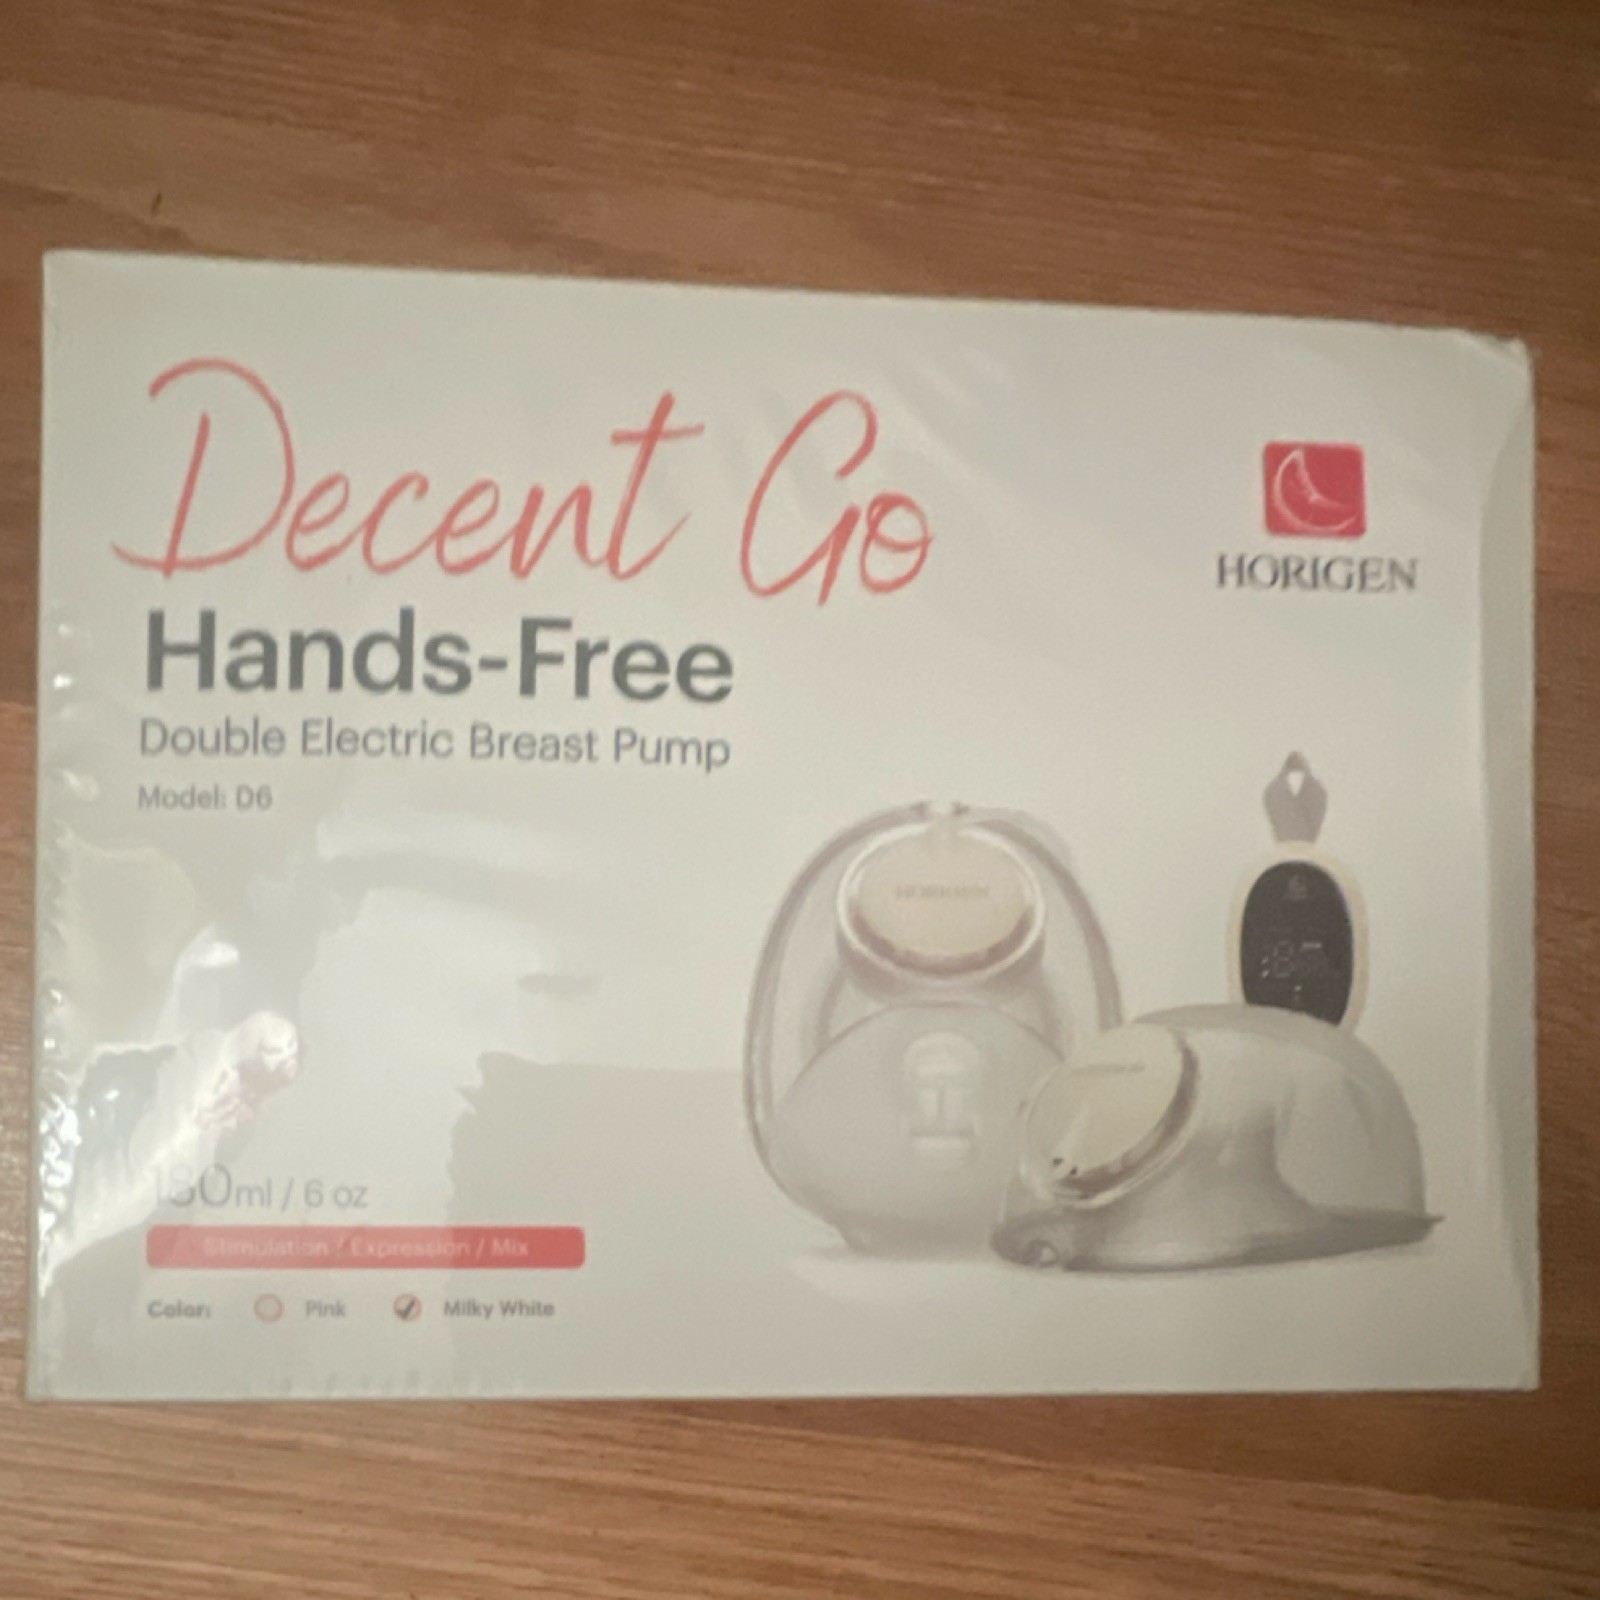 Decent Go
HORIGEN
Hands-Free
Double Electric Breast Pump
Model: D6
HORIGEN
180ml / 6 oz
Stimulation / Expression / Mix
Color: Pink Milky White